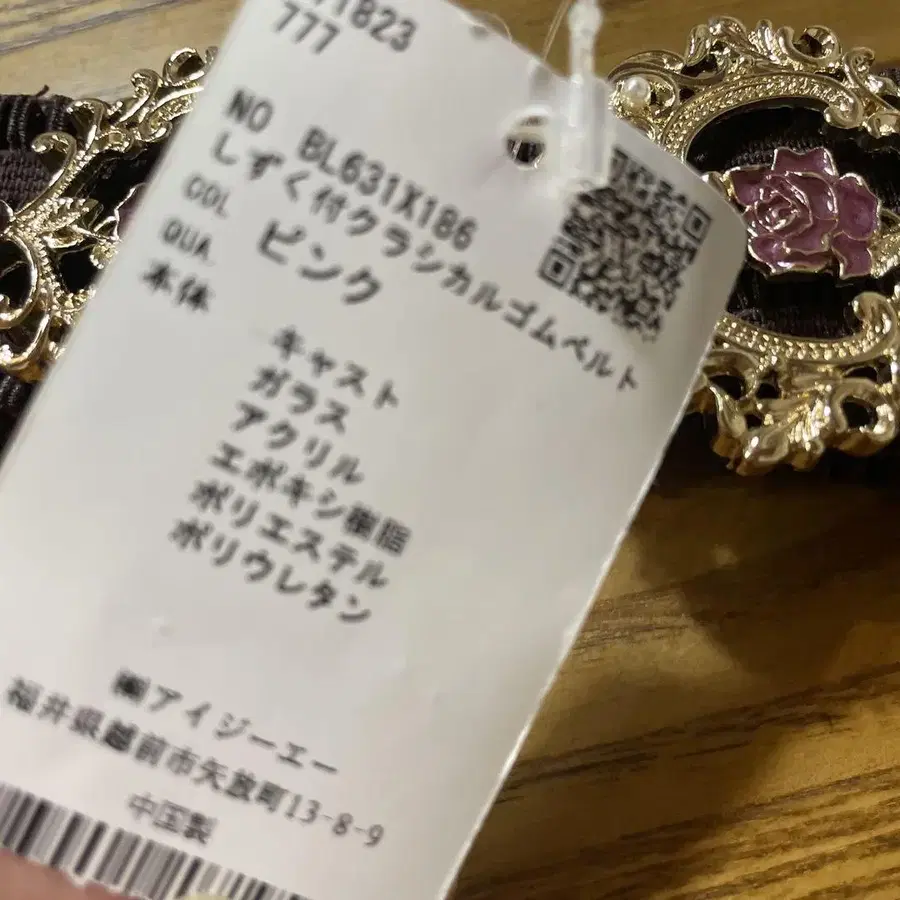 777
NO BL631X186
しずく付クラシカルゴムベルト
COL ピンク
QUA
本体
キャスト
ガラス
アクリル
エポキシ樹脂
ポリエステル
ポリウレタン
㈱アイジーエー
福井県越前市矢放町13-8-9
中国製